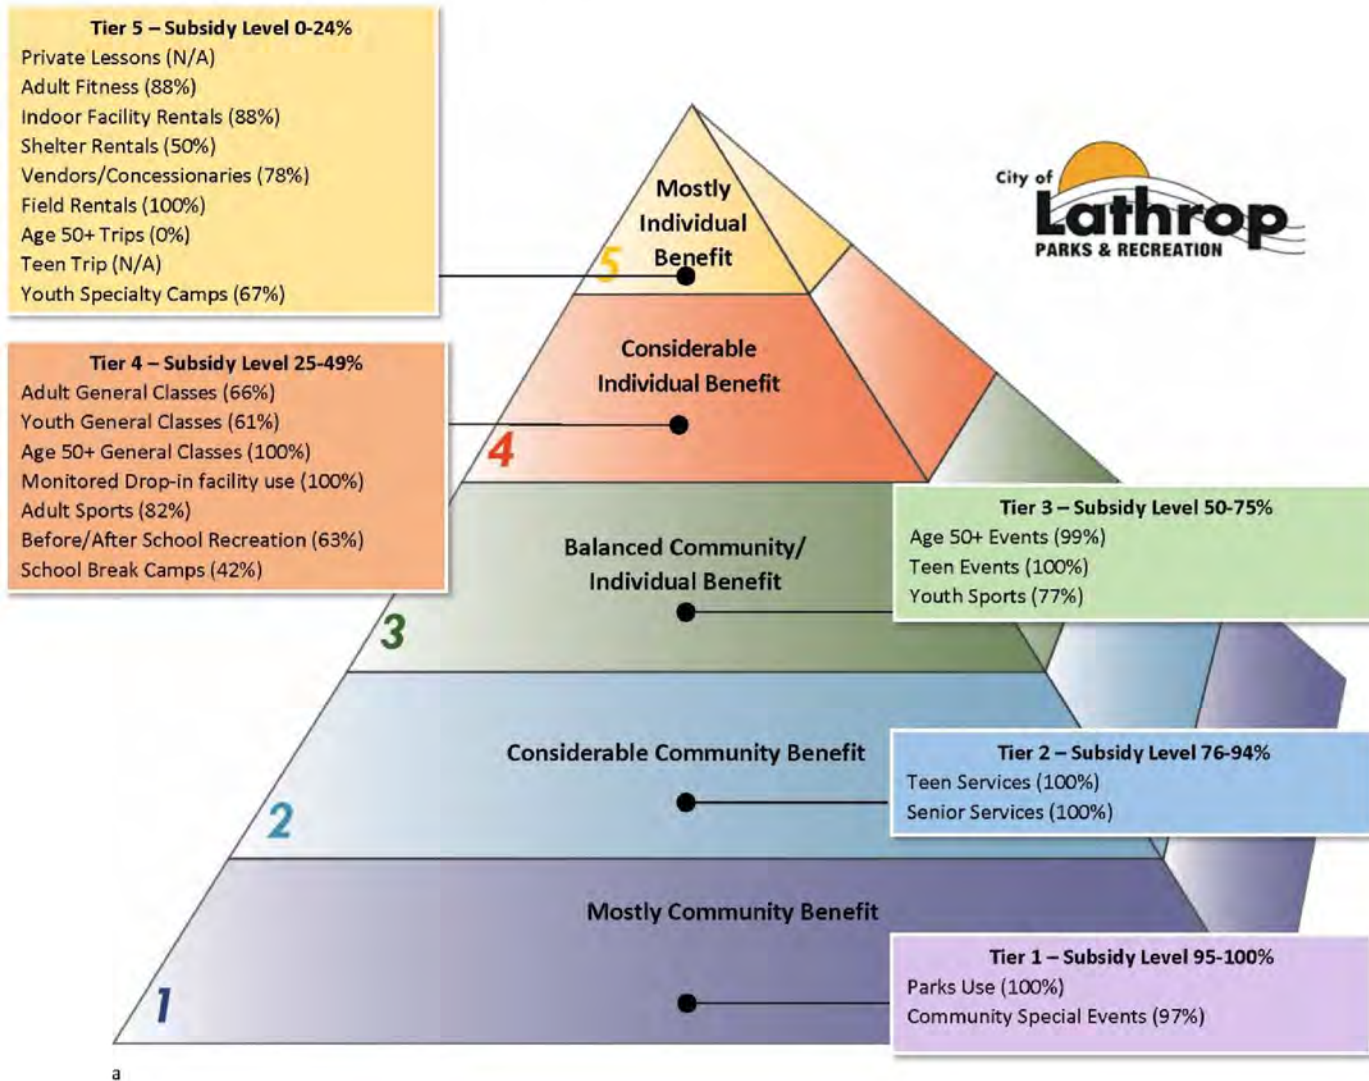 Tier 5 – Subsidy Level 0-24%
Private Lessons (N/A)
Adult Fitness (88%)
Indoor Facility Rentals (88%)
Shelter Rentals (50%)
Vendors/Concessionaries (78%)
Field Rentals (100%)
Age 50+ Trips (0%)
Teen Trip (N/A)
Youth Specialty Camps (67%)
City of
Lathrop
PARKS & RECREATION
Mostly
Individual
Benefit
5
Tier 4 – Subsidy Level 25-49%
Adult General Classes (66%)
Youth General Classes (61%)
Age 50+ General Classes (100%)
Monitored Drop-in facility use (100%)
Adult Sports (82%)
Before/After School Recreation (63%)
School Break Camps (42%)
Considerable
Individual Benefit
4
Tier 3 – Subsidy Level 50-75%
Age 50+ Events (99%)
Teen Events (100%)
Youth Sports (77%)
Balanced Community/
Individual Benefit
3
Considerable Community Benefit
2
Tier 2 – Subsidy Level 76-94%
Teen Services (100%)
Senior Services (100%)
Mostly Community Benefit
1
Tier 1 – Subsidy Level 95-100%
Parks Use (100%)
Community Special Events (97%)
a